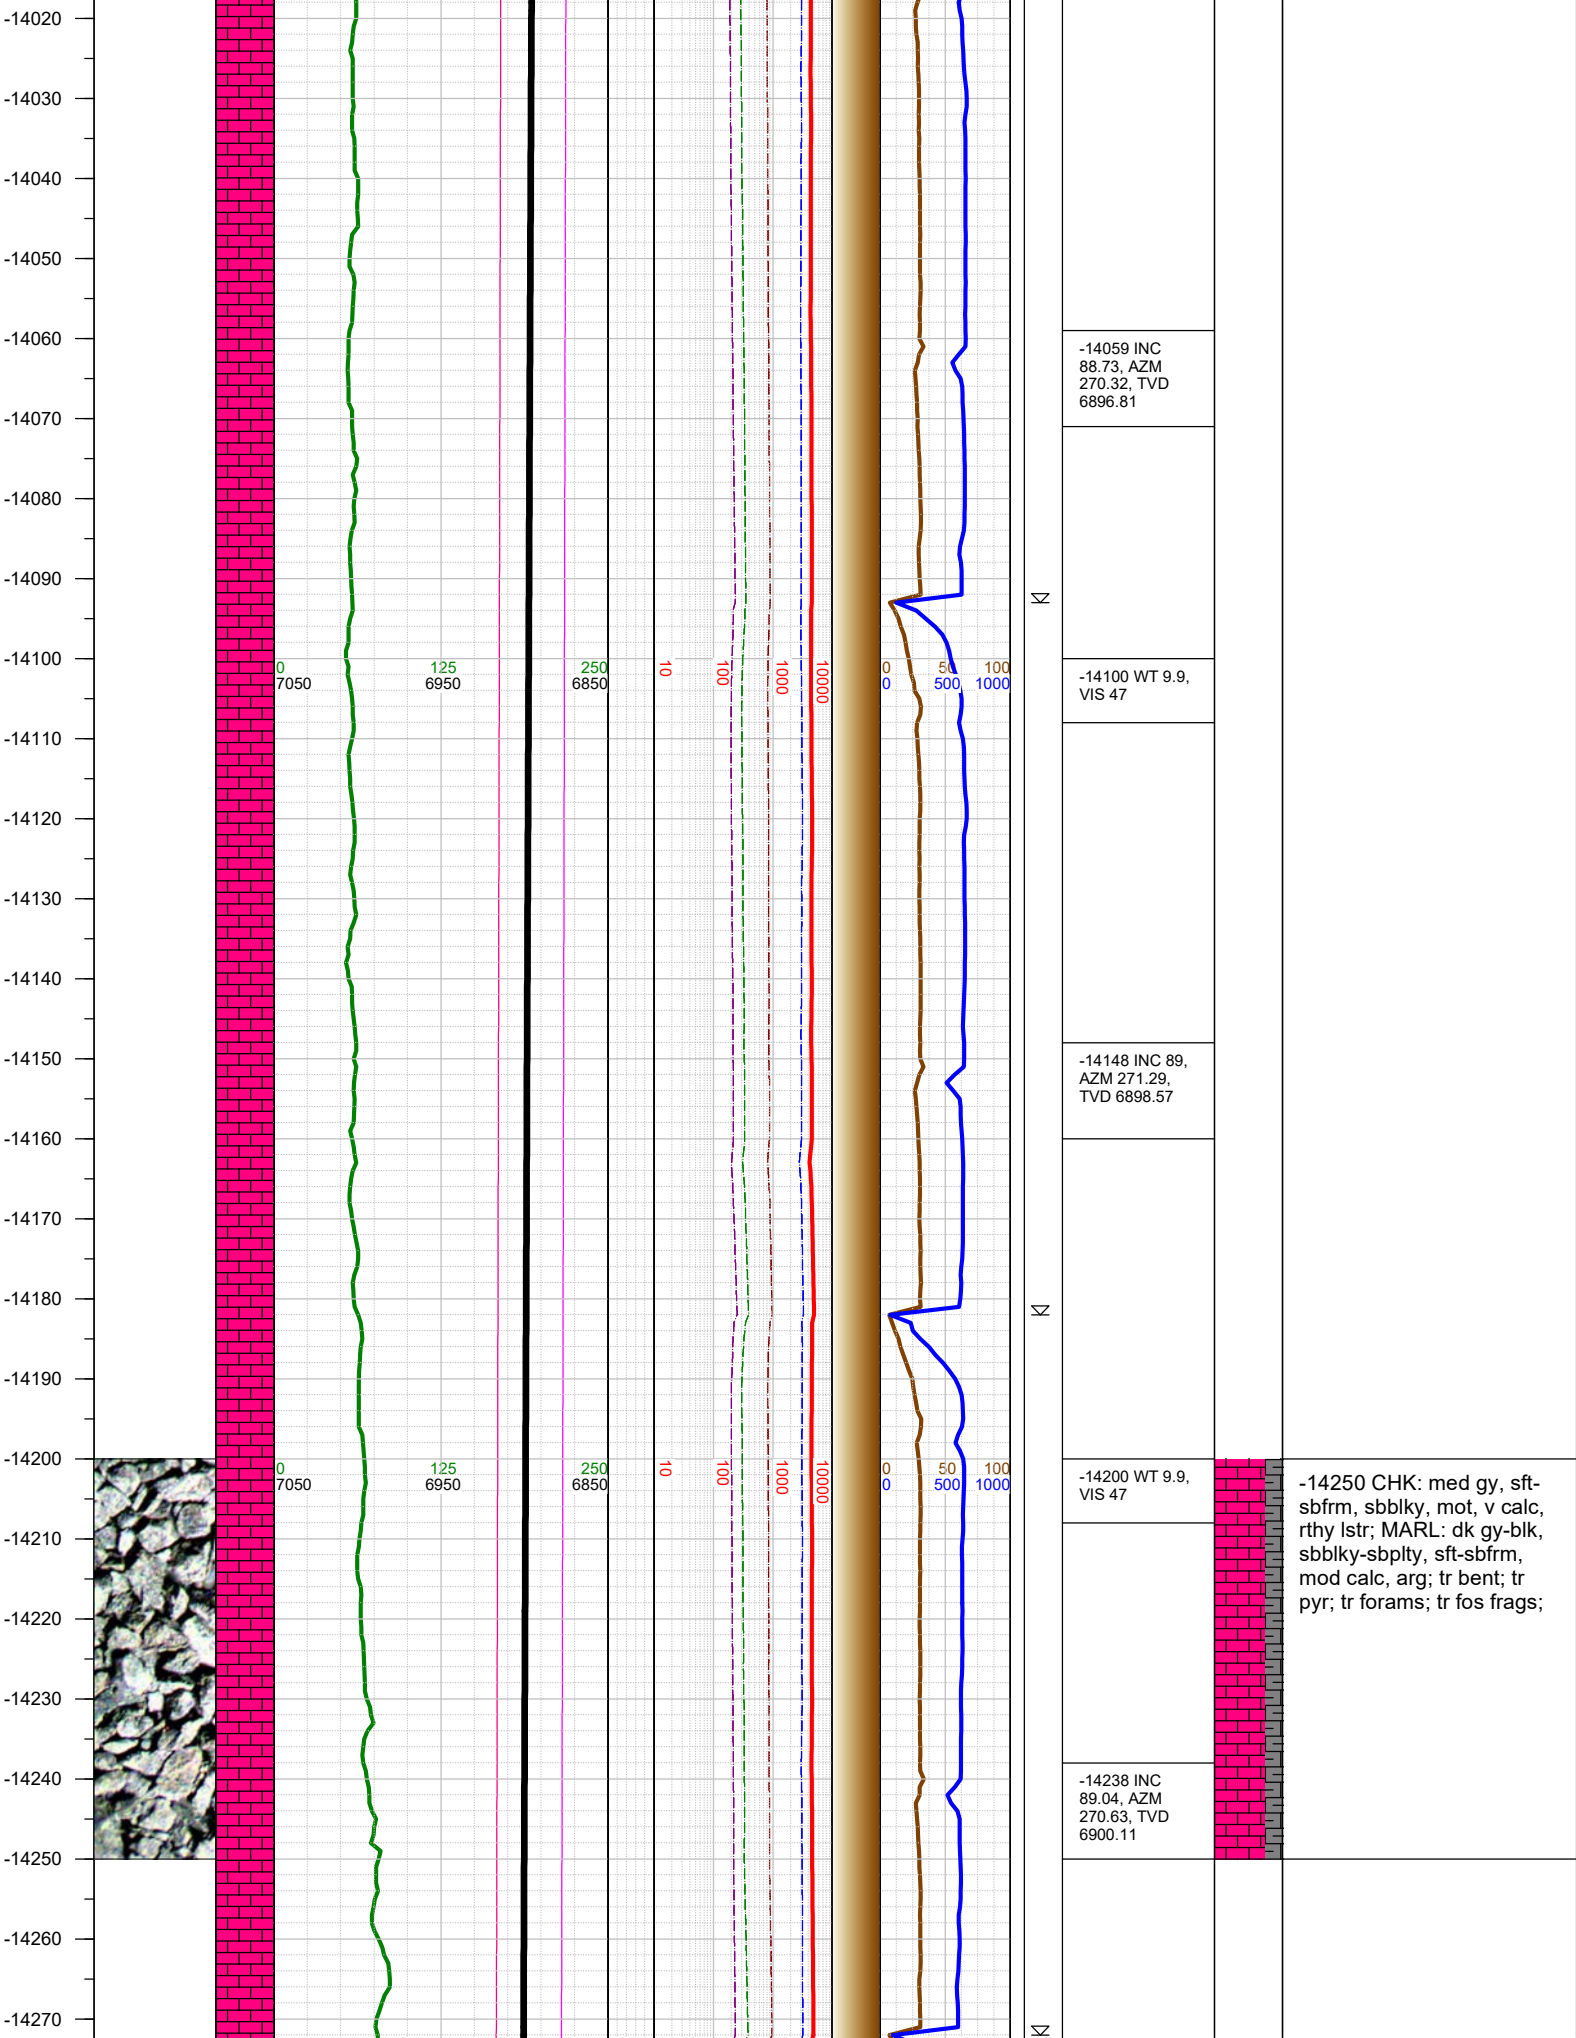 -14020
-14030
-14040
-14050
-14060
-14059 INC
88.73, AZM
270.32, TVD
6896.81
-14070
-14080
-14090
-14100
0 125 250
7050 6950 6850
10 100 1000 10000
0 50 100
0 500 1000
-14100 WT 9.9,
VIS 47
-14110
-14120
-14130
-14140
-14150
-14148 INC 89,
AZM 271.29,
TVD 6898.57
-14160
-14170
-14180
-14190
-14200
0 125 250
7050 6950 6850
10 100 1000 10000
0 50 100
0 500 1000
-14200 WT 9.9,
VIS 47
-14250 CHK: med gy, sft-
sbfrm, sbblky, mot, v calc,
rthy lstr; MARL: dk gy-blk,
sbblky-sbplty, sft-sbfrm,
mod calc, arg; tr bent; tr
pyr; tr forams; tr fos frags;
-14210
-14220
-14230
-14240
-14238 INC
89.04, AZM
270.63, TVD
6900.11
-14250
-14260
-14270